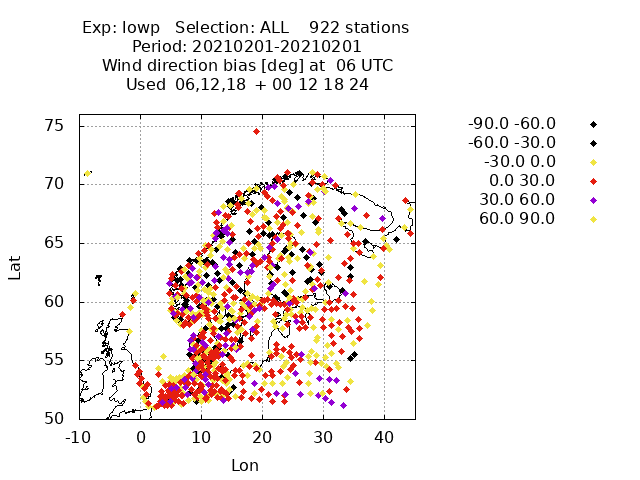 Exp: lowp   Selection: ALL    922 stations
Period: 20210201-20210201
Wind direction bias [deg] at  06 UTC
Used  06,12,18  + 00 12 18 24
-90.0 -60.0
-60.0 -30.0
-30.0 0.0
0.0 30.0
30.0 60.0
60.0 90.0
75
70
65
60
55
50
Lat
-10 0 10 20 30 40
Lon